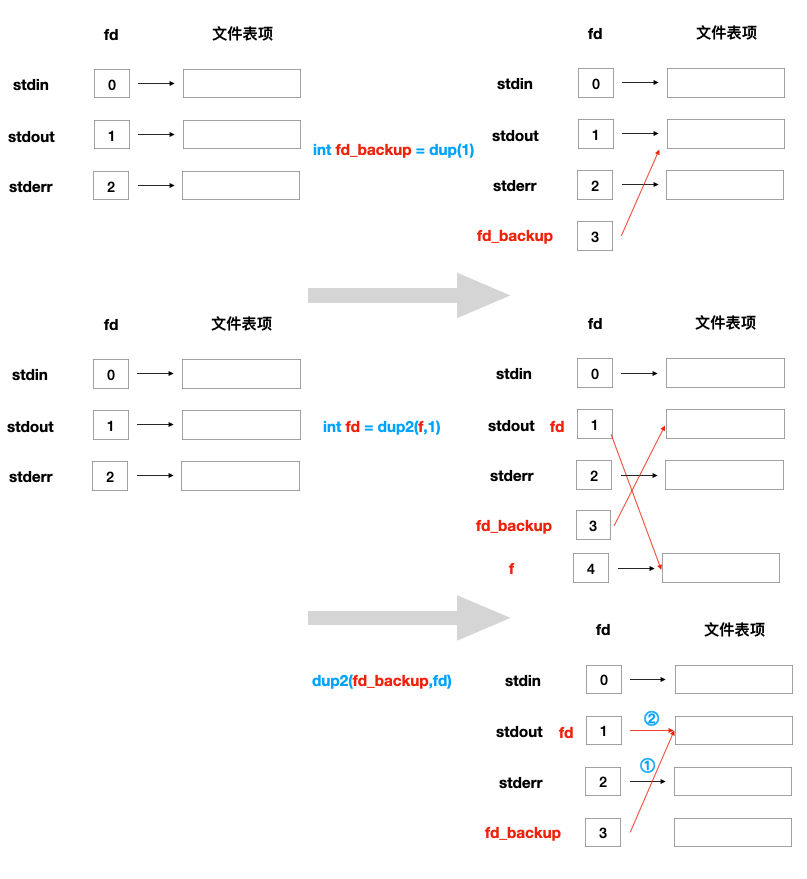 fd 文件表项
stdin 0
stdout 1
stderr 2
int fd_backup = dup(1)
fd 文件表项
stdin 0
stdout 1
stderr 2
fd_backup 3
fd 文件表项
stdin 0
stdout 1
stderr 2
int fd = dup2(f,1)
fd 文件表项
stdin 0
stdout fd 1
stderr 2
fd_backup 3
f 4
dup2(fd_backup,fd)
fd 文件表项
stdin 0
stdout fd 1 ②
①
stderr 2
fd_backup 3